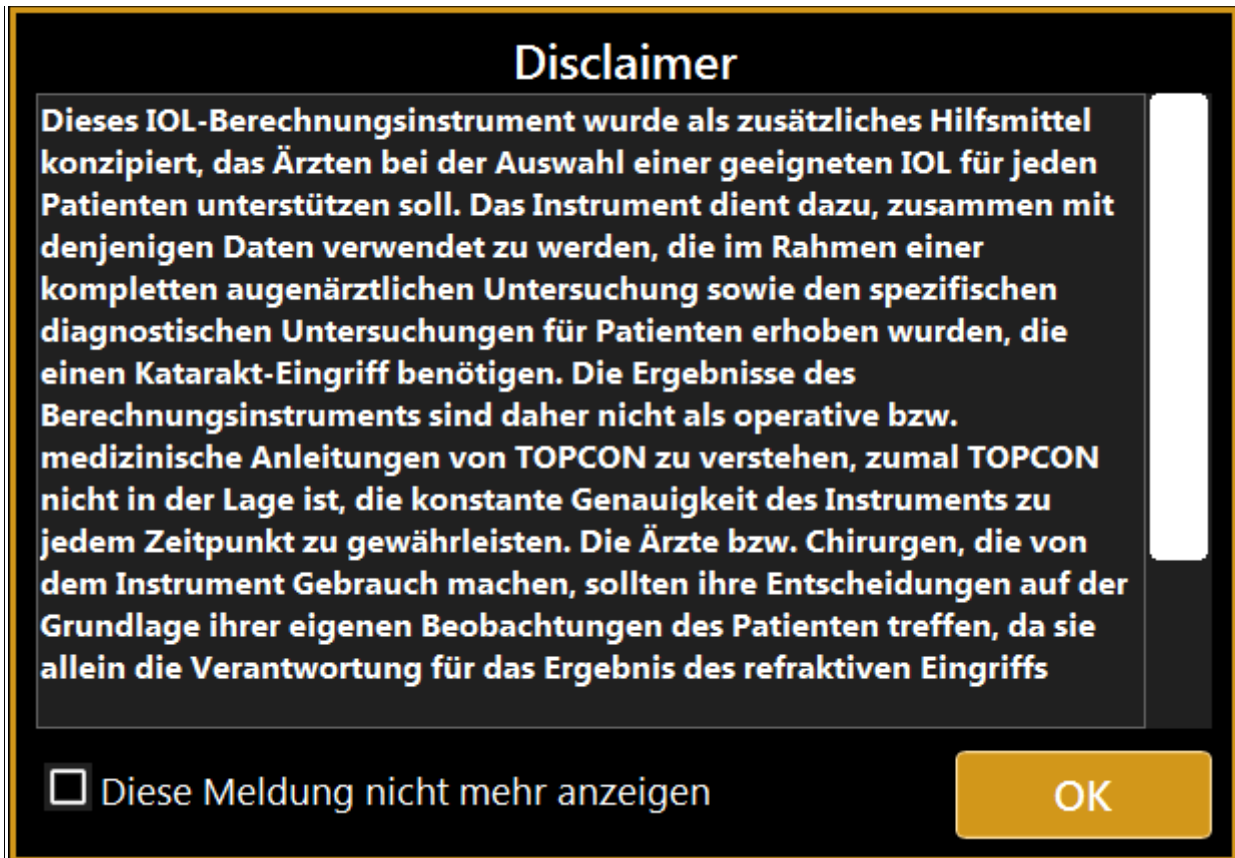 Disclaimer
Dieses IOL-Berechnungsinstrument wurde als zusätzliches Hilfsmittel
konzipiert, das Ärzten bei der Auswahl einer geeigneten IOL für jeden
Patienten unterstützen soll. Das Instrument dient dazu, zusammen mit
denjenigen Daten verwendet zu werden, die im Rahmen einer
kompletten augenärztlichen Untersuchung sowie den spezifischen
diagnostischen Untersuchungen für Patienten erhoben wurden, die
einen Katarakt-Eingriff benötigen. Die Ergebnisse des
Berechnungsinstruments sind daher nicht als operative bzw.
medizinische Anleitungen von TOPCON zu verstehen, zumal TOPCON
nicht in der Lage ist, die konstante Genauigkeit des Instruments zu
jedem Zeitpunkt zu gewährleisten. Die Ärzte bzw. Chirurgen, die von
dem Instrument Gebrauch machen, sollten ihre Entscheidungen auf der
Grundlage ihrer eigenen Beobachtungen des Patienten treffen, da sie
allein die Verantwortung für das Ergebnis des refraktiven Eingriffs
Diese Meldung nicht mehr anzeigen
OK